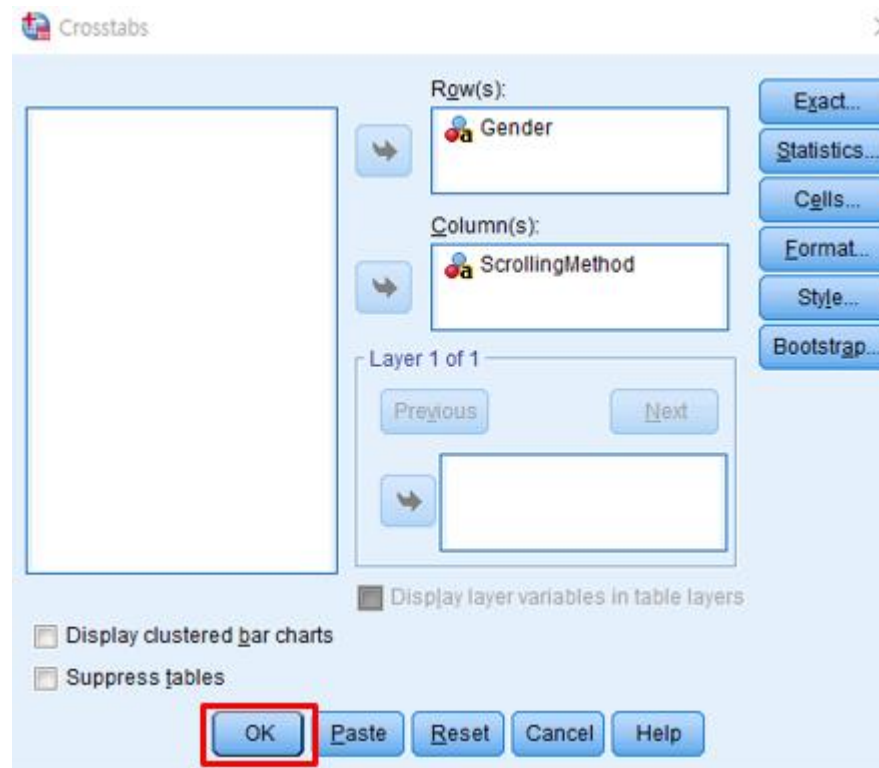 Crosstabs
Row(s):
Gender
Exact...
Statistics...
Cells...
Column(s):
Format...
ScrollingMethod
Style...
Bootstrap...
Layer 1 of 1
Previous
Next
Display layer variables in table layers
Display clustered bar charts
Suppress tables
OK Paste Reset Cancel Help